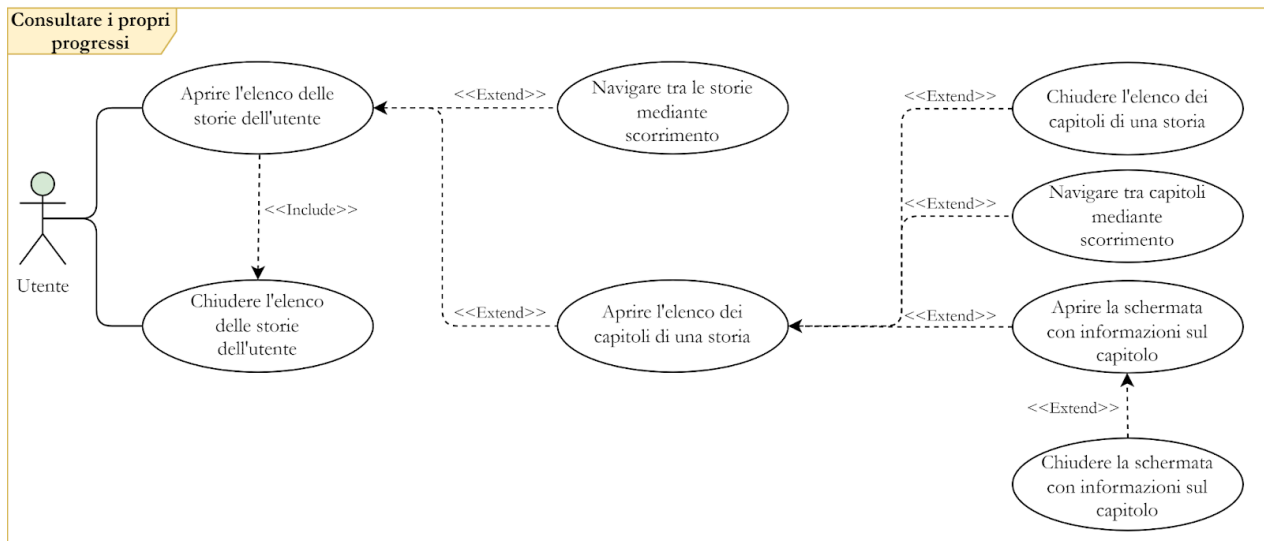 Consultare i propri
progressi
Aprire l'elenco delle
storie dell'utente
<<Extend>>
Navigare tra le storie
mediante
scorrimento
<<Extend>>
Chiudere l'elenco dei
capitoli di una storia
<<Include>>
<<Extend>>
Navigare tra capitoli
mediante
scorrimento
Utente
Chiudere l'elenco
delle storie
dell'utente
<<Extend>>
Aprire l'elenco dei
capitoli di una storia
<<Extend>>
Aprire la schermata
con informazioni sul
capitolo
<<Extend>>
Chiudere la schermata
con informazioni sul
capitolo